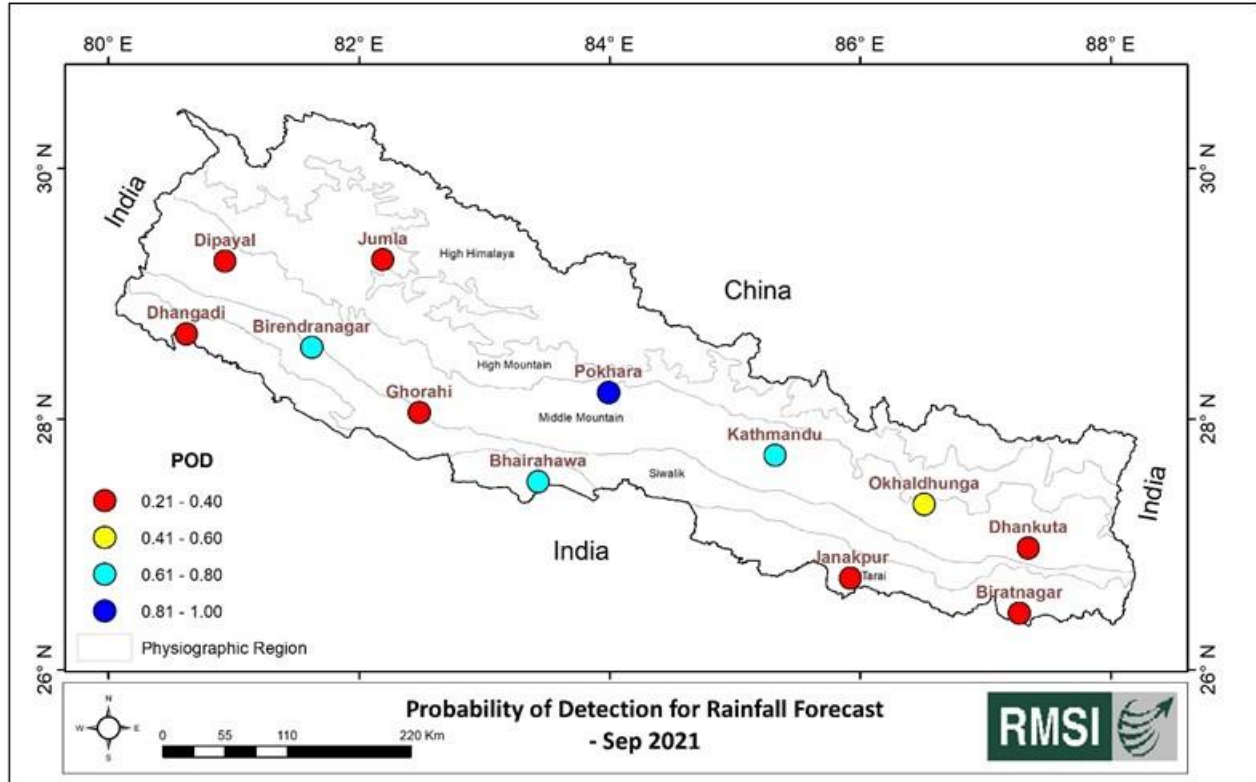 80° E 82° E 84° E 86° E 88° E
30° N
30° N
India
Dipayal
Jumla
High Himalaya
China
Dhangadi
Birendranagar
High Mountain
Pokhara
Ghorahi
Middle Mountain
28° N
28° N
Kathmandu
Bhairahawa
Siwalik
Okhaldhunga
India
Dhankuta
India
Janakpur
Tarai
Biratnagar
POD
0.21 - 0.40
0.41 - 0.60
0.61 - 0.80
0.81 - 1.00
Physiographic Region
26° N
26° N
N
W E
S
0 55 110 220 Km
Probability of Detection for Rainfall Forecast
- Sep 2021
RMSI